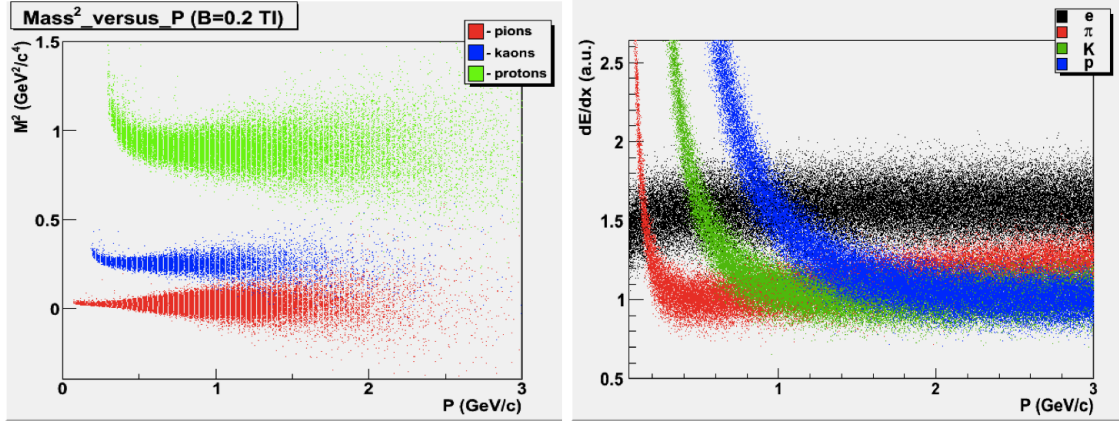 Mass²_versus_P (B=0.2 Tl)
- pions
- kaons
- protons
M² (GeV²/c⁴)
1.5
1
0.5
0
0
1
2
3
P (GeV/c)
e
π
K
p
dE/dx (a.u.)
2.5
2
1.5
1
0.5
1
2
3
P (GeV/c)